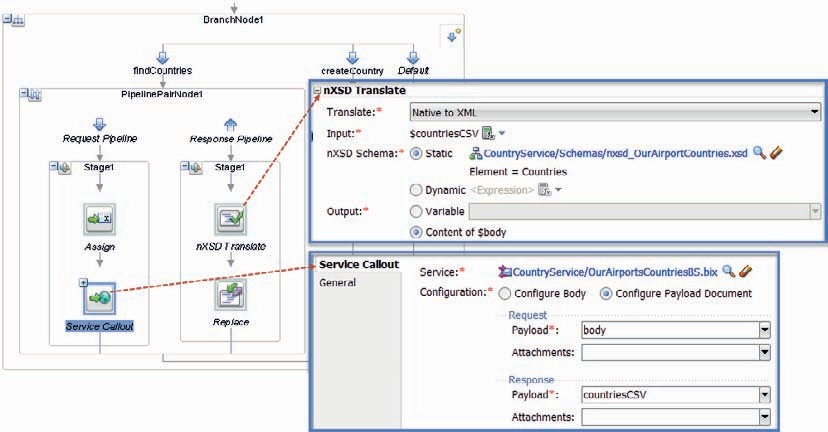 BranchNode1
findCountries
createCountry
Default
PipelinePairNode1
Request Pipeline
Response Pipeline
Stage1
Stage1
Assign
nXSD Translate
Service Callout
Replace
nXSD Translate
Translate:* Native to XML
Input:* $countriesCSV
nXSD Schema:* Static CountryService/Schemas/nxsd_OurAirportCountries.xsd
Element = Countries
Dynamic <Expression>
Output:* Variable
Content of $body
Service Callout
General
Service:* CountryService/OurAirportsCountriesBS.bix
Configuration:* Configure Body Configure Payload Document
Request
Payload*: body
Attachments:
Response
Payload*: countriesCSV
Attachments: